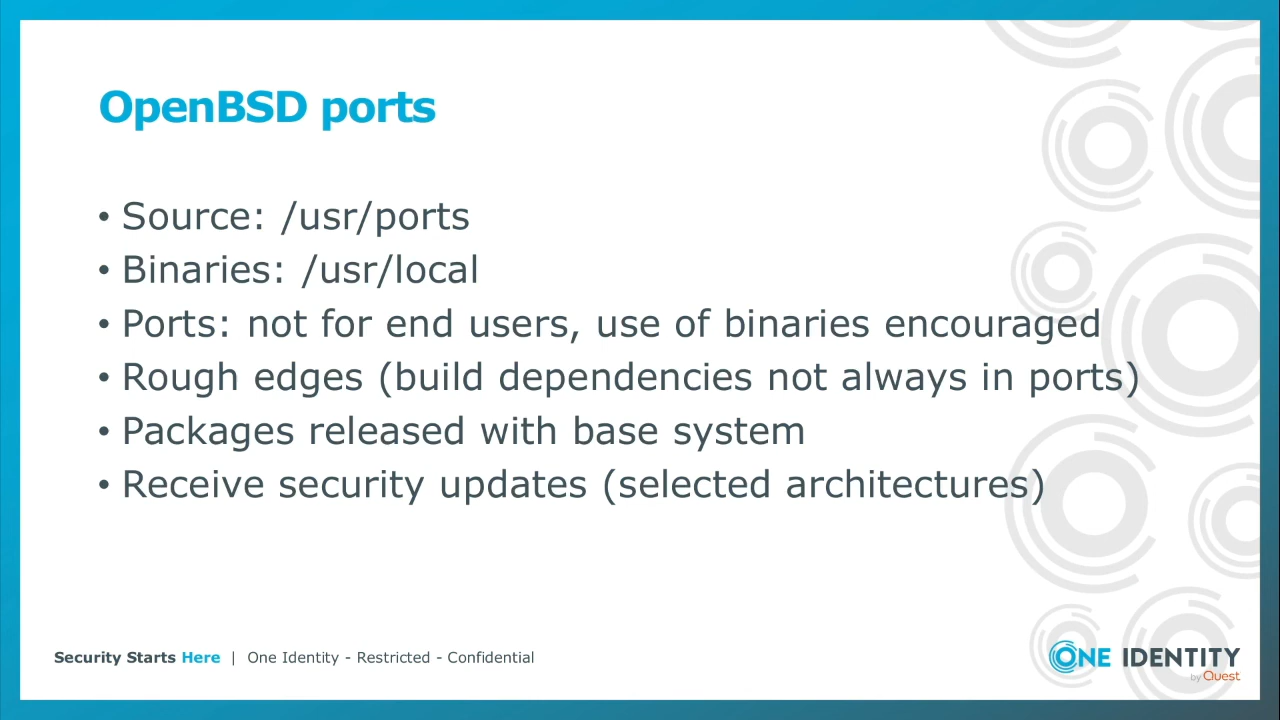 OpenBSD ports
• Source: /usr/ports
• Binaries: /usr/local
• Ports: not for end users, use of binaries encouraged
• Rough edges (build dependencies not always in ports)
• Packages released with base system
• Receive security updates (selected architectures)
Security Starts Here | One Identity - Restricted - Confidential
ONE IDENTITY
by Quest